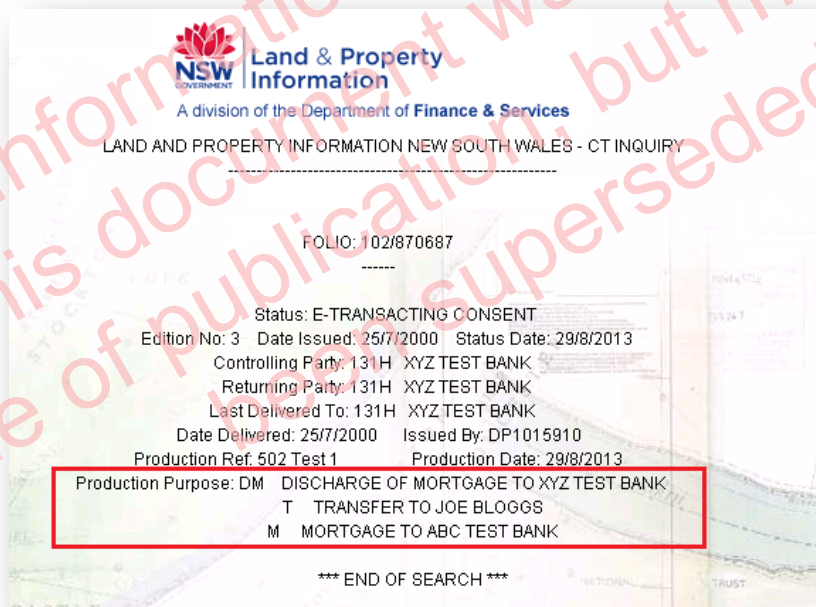 NSW
GOVERNMENT
Land & Property
Information
A division of the Department of Finance & Services
LAND AND PROPERTY INFORMATION NEW SOUTH WALES - CT INQUIRY
------------------------------------------------------------
FOLIO: 102/870687
------
Status: E-TRANSACTING CONSENT
Edition No: 3 Date Issued: 25/7/2000 Status Date: 29/8/2013
Controlling Party: 131H XYZ TEST BANK
Returning Party: 131H XYZ TEST BANK
Last Delivered To: 131H XYZ TEST BANK
Date Delivered: 25/7/2000 Issued By: DP1015910
Production Ref: 502 Test 1 Production Date: 29/8/2013
Production Purpose: DM DISCHARGE OF MORTGAGE TO XYZ TEST BANK
T TRANSFER TO JOE BLOGGS
M MORTGAGE TO ABC TEST BANK
*** END OF SEARCH ***
TRUST
his document
of publication, but
been superseded